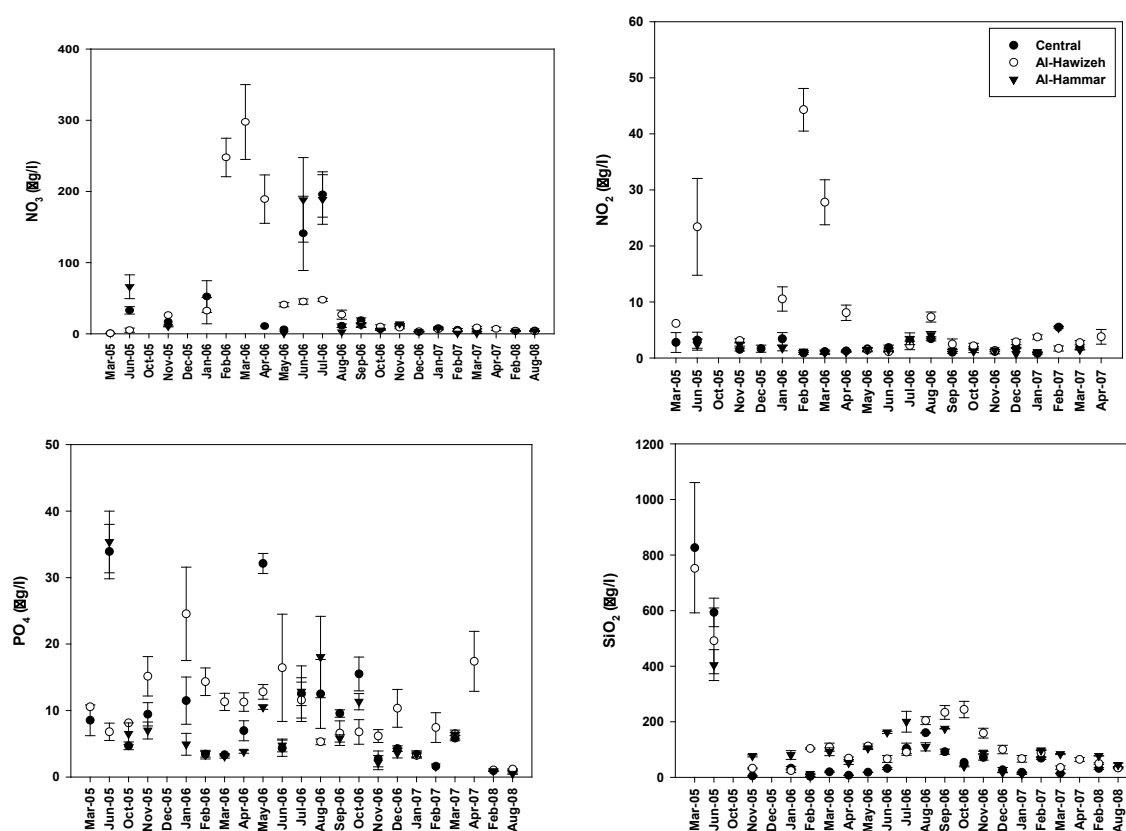 400
300
200
100
0
NO3 (☒g/l)
Mar-05
Jun-05
Oct-05
Nov-05
Dec-05
Jan-06
Feb-06
Mar-06
Apr-06
May-06
Jun-06
Jul-06
Aug-06
Sep-06
Oct-06
Nov-06
Dec-06
Jan-07
Feb-07
Mar-07
Apr-07
Feb-08
Aug-08
60
50
40
30
20
10
0
NO2 (☒g/l)
Central
Al-Hawizeh
Al-Hammar
Mar-05
Jun-05
Oct-05
Nov-05
Dec-05
Jan-06
Feb-06
Mar-06
Apr-06
May-06
Jun-06
Jul-06
Aug-06
Sep-06
Oct-06
Nov-06
Dec-06
Jan-07
Feb-07
Mar-07
Apr-07
50
40
30
20
10
0
PO4 (☒g/l)
Mar-05
Jun-05
Oct-05
Nov-05
Dec-05
Jan-06
Feb-06
Mar-06
Apr-06
May-06
Jun-06
Jul-06
Aug-06
Sep-06
Oct-06
Nov-06
Dec-06
Jan-07
Feb-07
Mar-07
Apr-07
Feb-08
Aug-08
1200
1000
800
600
400
200
0
SiO2 (☒g/l)
Mar-05
Jun-05
Oct-05
Nov-05
Dec-05
Jan-06
Feb-06
Mar-06
Apr-06
May-06
Jun-06
Jul-06
Aug-06
Sep-06
Oct-06
Nov-06
Dec-06
Jan-07
Feb-07
Mar-07
Apr-07
Feb-08
Aug-08